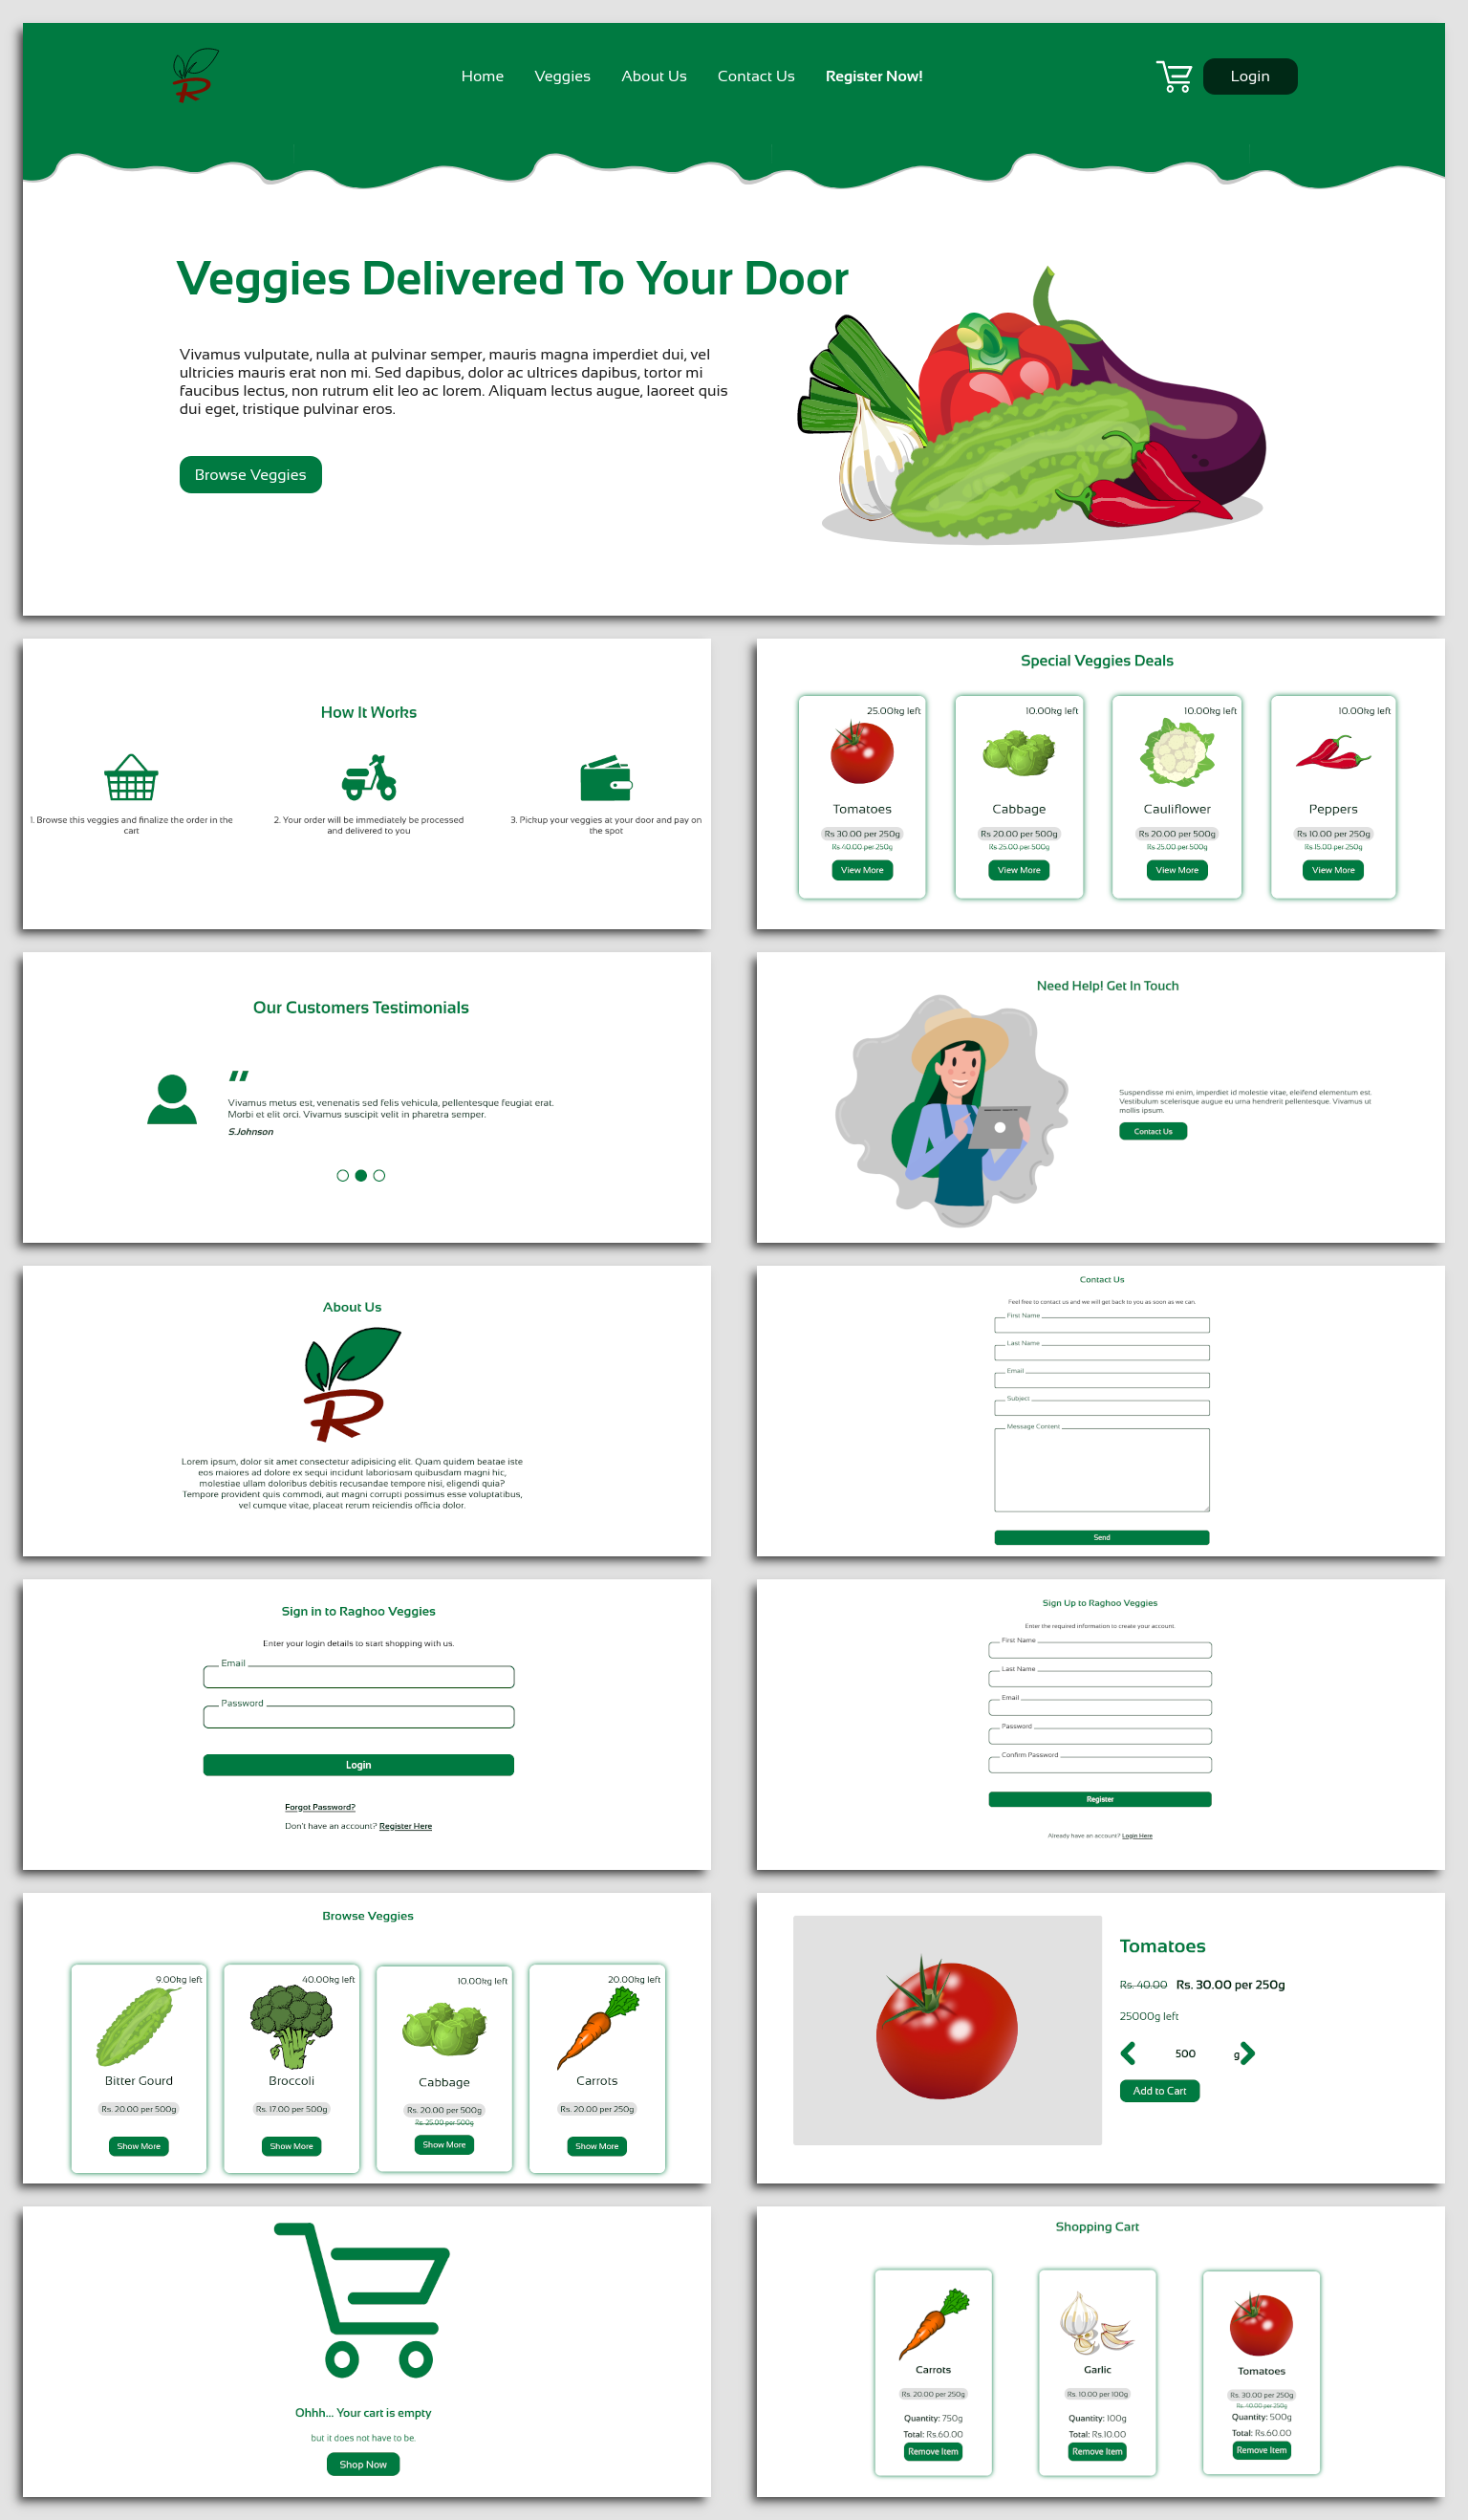 R
Home
Veggies
About Us
Contact Us
Register Now!
Login
Veggies Delivered To Your Door
Vivamus vulputate, nulla at pulvinar semper, mauris magna imperdiet dui, vel
ultricies mauris erat non mi. Sed dapibus, dolor ac ultrices dapibus, tortor mi
faucibus lectus, non rutrum elit leo ac lorem. Aliquam lectus augue, laoreet quis
dui eget, tristique pulvinar eros.
Browse Veggies
How It Works
1. Browse this veggies and finalize the order in the
cart
2. Your order will be immediately be processed
and delivered to you
3. Pickup your veggies at your door and pay on
the spot
Special Veggies Deals
25.00kg left
Tomatoes
Rs 30.00 per 250g
Rs 40.00 per 250g
View More
10.00kg left
Cabbage
Rs 20.00 per 500g
Rs 25.00 per 500g
View More
10.00kg left
Cauliflower
Rs 20.00 per 500g
Rs 25.00 per 500g
View More
10.00kg left
Peppers
Rs 10.00 per 250g
Rs 15.00 per 250g
View More
Our Customers Testimonials
Vivamus metus est, venenatis sed felis vehicula, pellentesque feugiat erat.
Morbi et elit orci. Vivamus suscipit velit in pharetra semper.
S.Johnson
Need Help! Get In Touch
Suspendisse mi enim, imperdiet id molestie vitae, eleifend elementum est.
Vestibulum scelerisque augue eu urna hendrerit pellentesque. Vivamus ut
mollis ipsum.
Contact Us
About Us
R
Lorem ipsum, dolor sit amet consectetur adipisicing elit. Quam quidem beatae iste
eos maiores ad dolore ex sequi incidunt laboriosam quibusdam magni hic,
molestiae ullam doloribus debitis recusandae tempore nisi, eligendi quia?
Tempore provident quis commodi, aut magni corrupti possimus esse voluptatibus,
vel cumque vitae, placeat rerum reiciendis officia dolor.
Contact Us
Feel free to contact us and we will get back to you as soon as we can.
First Name
Last Name
Email
Subject
Message Content
Send
Sign in to Raghoo Veggies
Enter your login details to start shopping with us.
Email
Password
Login
Forgot Password?
Don't have an account? Register Here
Sign Up to Raghoo Veggies
Enter the required information to create your account.
First Name
Last Name
Email
Password
Confirm Password
Register
Already have an account? Login Here
Browse Veggies
9.00kg left
Bitter Gourd
Rs. 20.00 per 500g
Show More
40.00kg left
Broccoli
Rs. 17.00 per 500g
Show More
10.00kg left
Cabbage
Rs. 20.00 per 500g
Rs. 25.00 per 500g
Show More
20.00kg left
Carrots
Rs. 20.00 per 250g
Show More
Tomatoes
Rs. 40.00 Rs. 30.00 per 250g
25000g left
500 g
Add to Cart
Ohhh... Your cart is empty
but it does not have to be.
Shop Now
Shopping Cart
Carrots
Rs. 20.00 per 250g
Quantity: 750g
Total: Rs.60.00
Remove Item
Garlic
Rs. 10.00 per 100g
Quantity: 100g
Total: Rs.10.00
Remove Item
Tomatoes
Rs. 30.00 per 250g
Rs. 40.00 per 250g
Quantity: 500g
Total: Rs.60.00
Remove Item